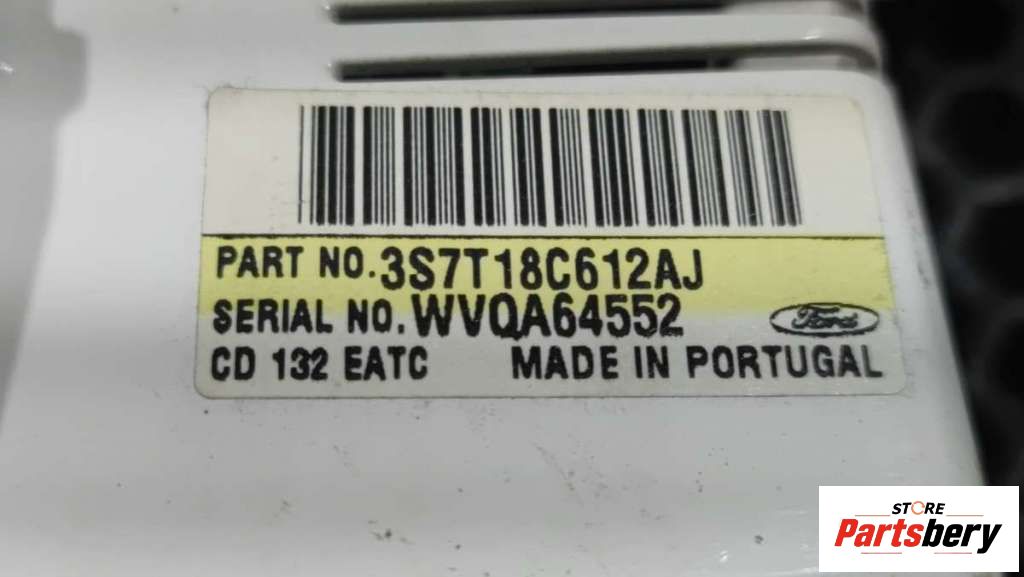 PART NO. 3S7T18C612AJ
SERIAL NO. WVQA64552
Ford
CD 132 EATC MADE IN PORTUGAL
STORE
Partsbery